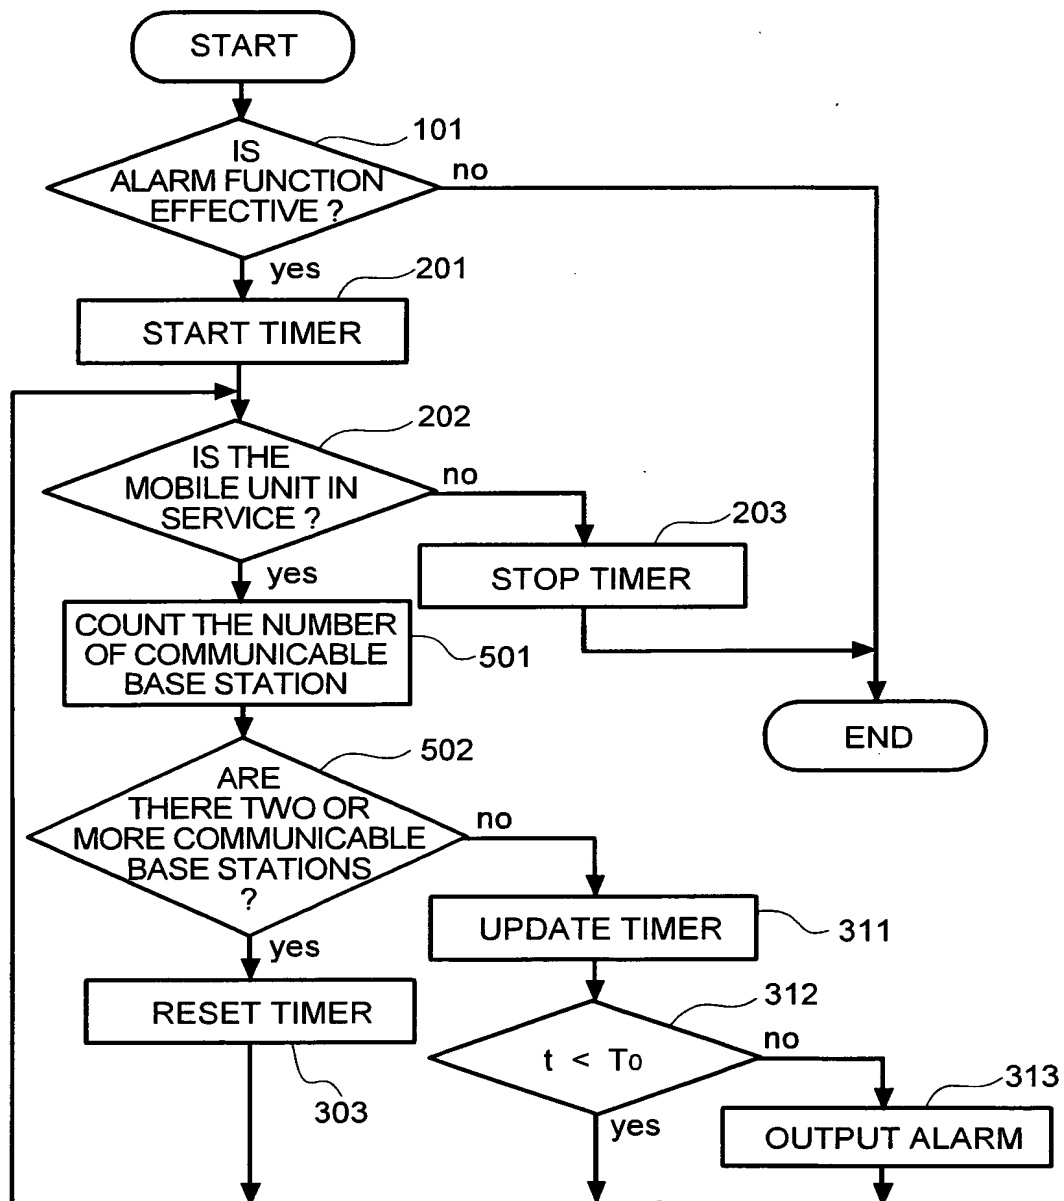 START
101
IS
ALARM FUNCTION
EFFECTIVE ?
no
yes
201
START TIMER
202
IS THE
MOBILE UNIT IN
SERVICE ?
no
203
STOP TIMER
yes
COUNT THE NUMBER
OF COMMUNICABLE
BASE STATION
501
END
502
ARE
THERE TWO OR
MORE COMMUNICABLE
BASE STATIONS
?
no
UPDATE TIMER
311
yes
RESET TIMER
303
312
t < T0
no
yes
313
OUTPUT ALARM